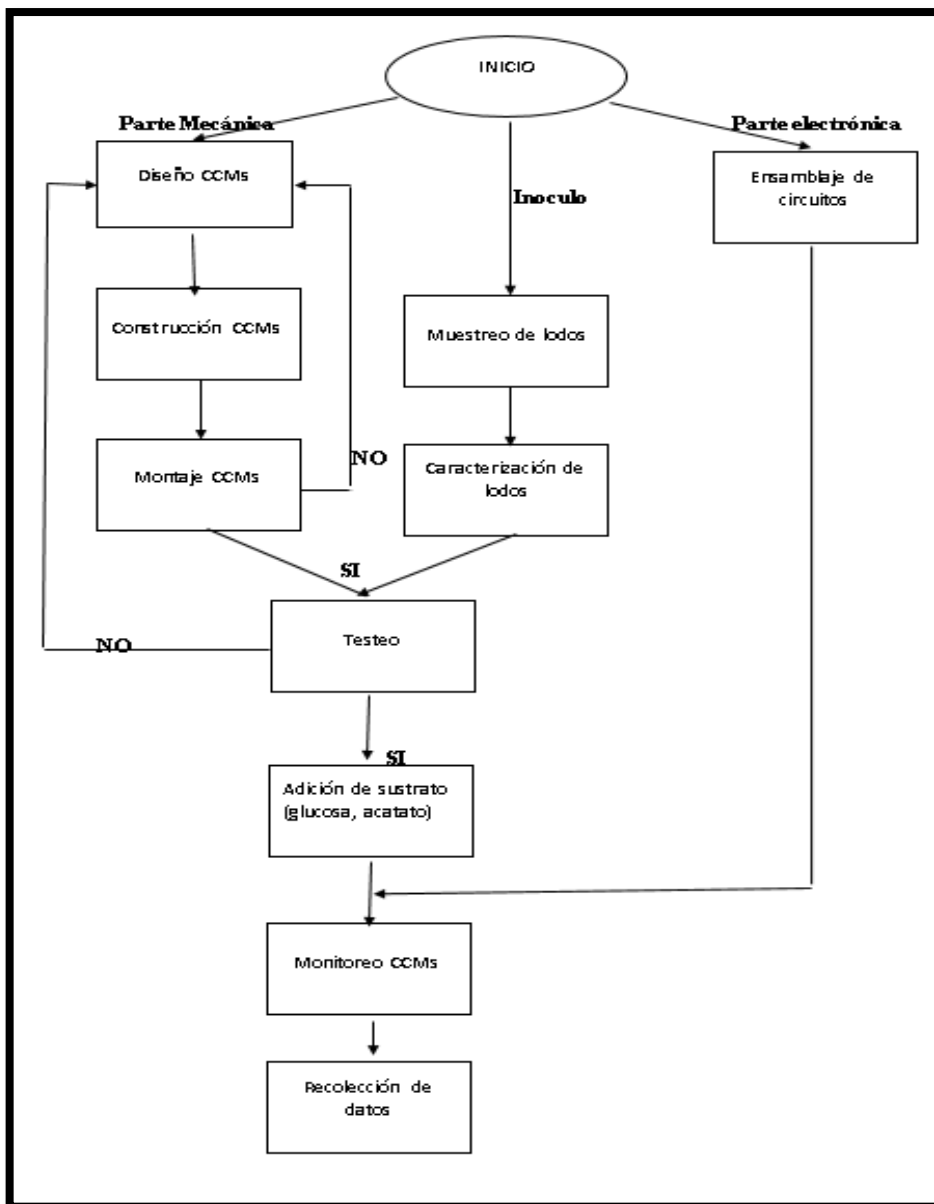 INICIO
Parte Mecánica
Parte electrónica
Diseño CCMs
Ensamblaje de
circuitos
Inoculo
Construcción CCMs
Muestreo de lodos
NO
Montaje CCMs
Caracterización de
lodos
SI
Testeo
NO
SI
Adición de sustrato
(glucosa, acatato)
Monitoreo CCMs
Recolección de
datos